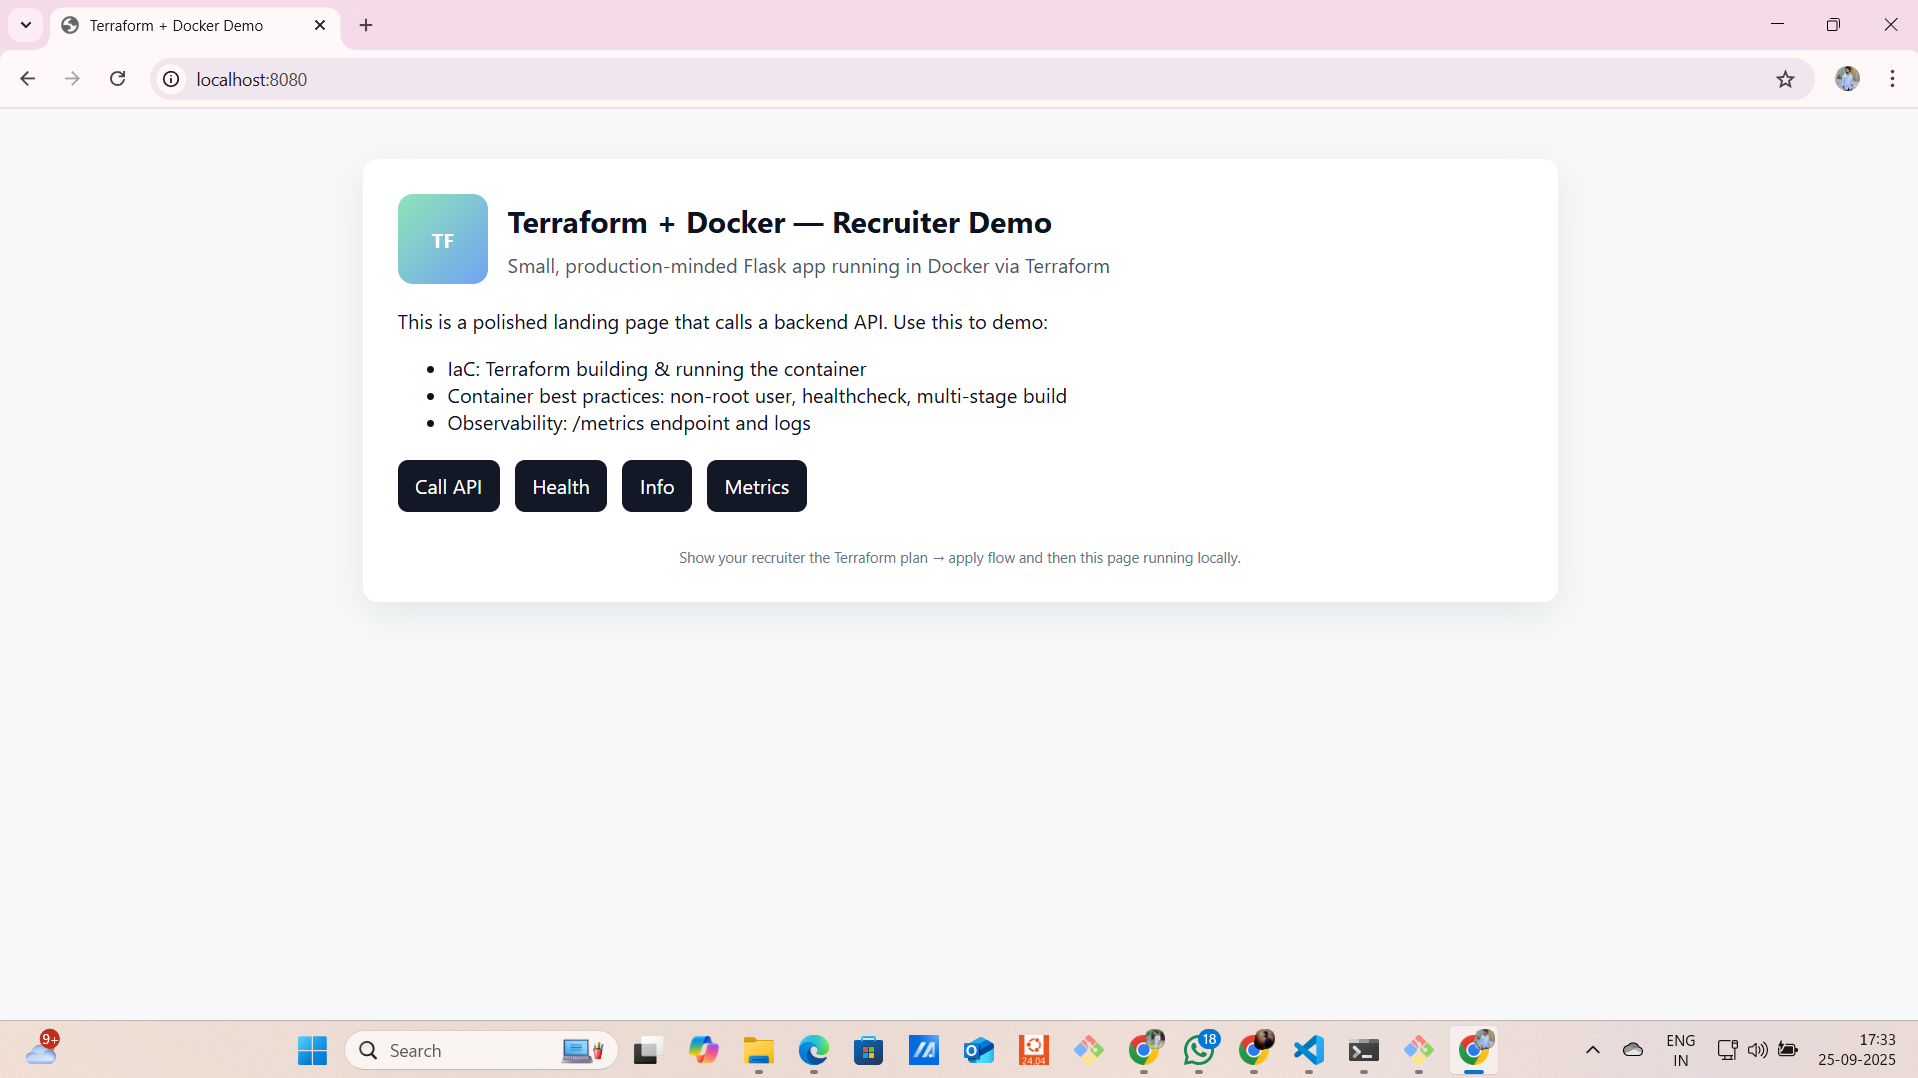 Terraform + Docker Demo
localhost:8080
TF
Terraform + Docker — Recruiter Demo
Small, production-minded Flask app running in Docker via Terraform
This is a polished landing page that calls a backend API. Use this to demo:
• IaC: Terraform building & running the container
• Container best practices: non-root user, healthcheck, multi-stage build
• Observability: /metrics endpoint and logs
Call API Health Info Metrics
Show your recruiter the Terraform plan → apply flow and then this page running locally.
9+
Search
24.04
18
ENG
IN
17:33
25-09-2025